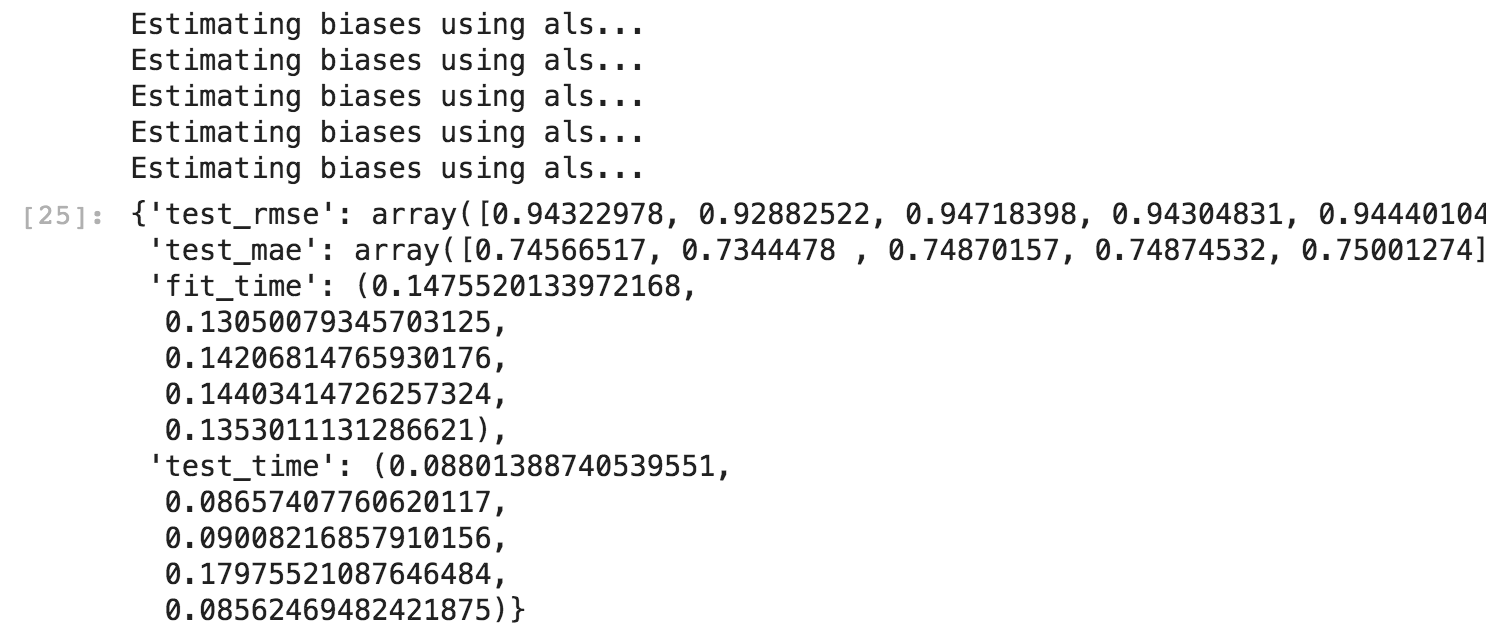 Estimating biases using als...
Estimating biases using als...
Estimating biases using als...
Estimating biases using als...
Estimating biases using als...
[25]: {'test_rmse': array([0.94322978, 0.92882522, 0.94718398, 0.94304831, 0.94440104
'test_mae': array([0.74566517, 0.7344478 , 0.74870157, 0.74874532, 0.75001274]
'fit_time': (0.1475520133972168,
0.13050079345703125,
0.14206814765930176,
0.14403414726257324,
0.1353011131286621),
'test_time': (0.08801388740539551,
0.08657407760620117,
0.09008216857910156,
0.17975521087646484,
0.08562469482421875)}